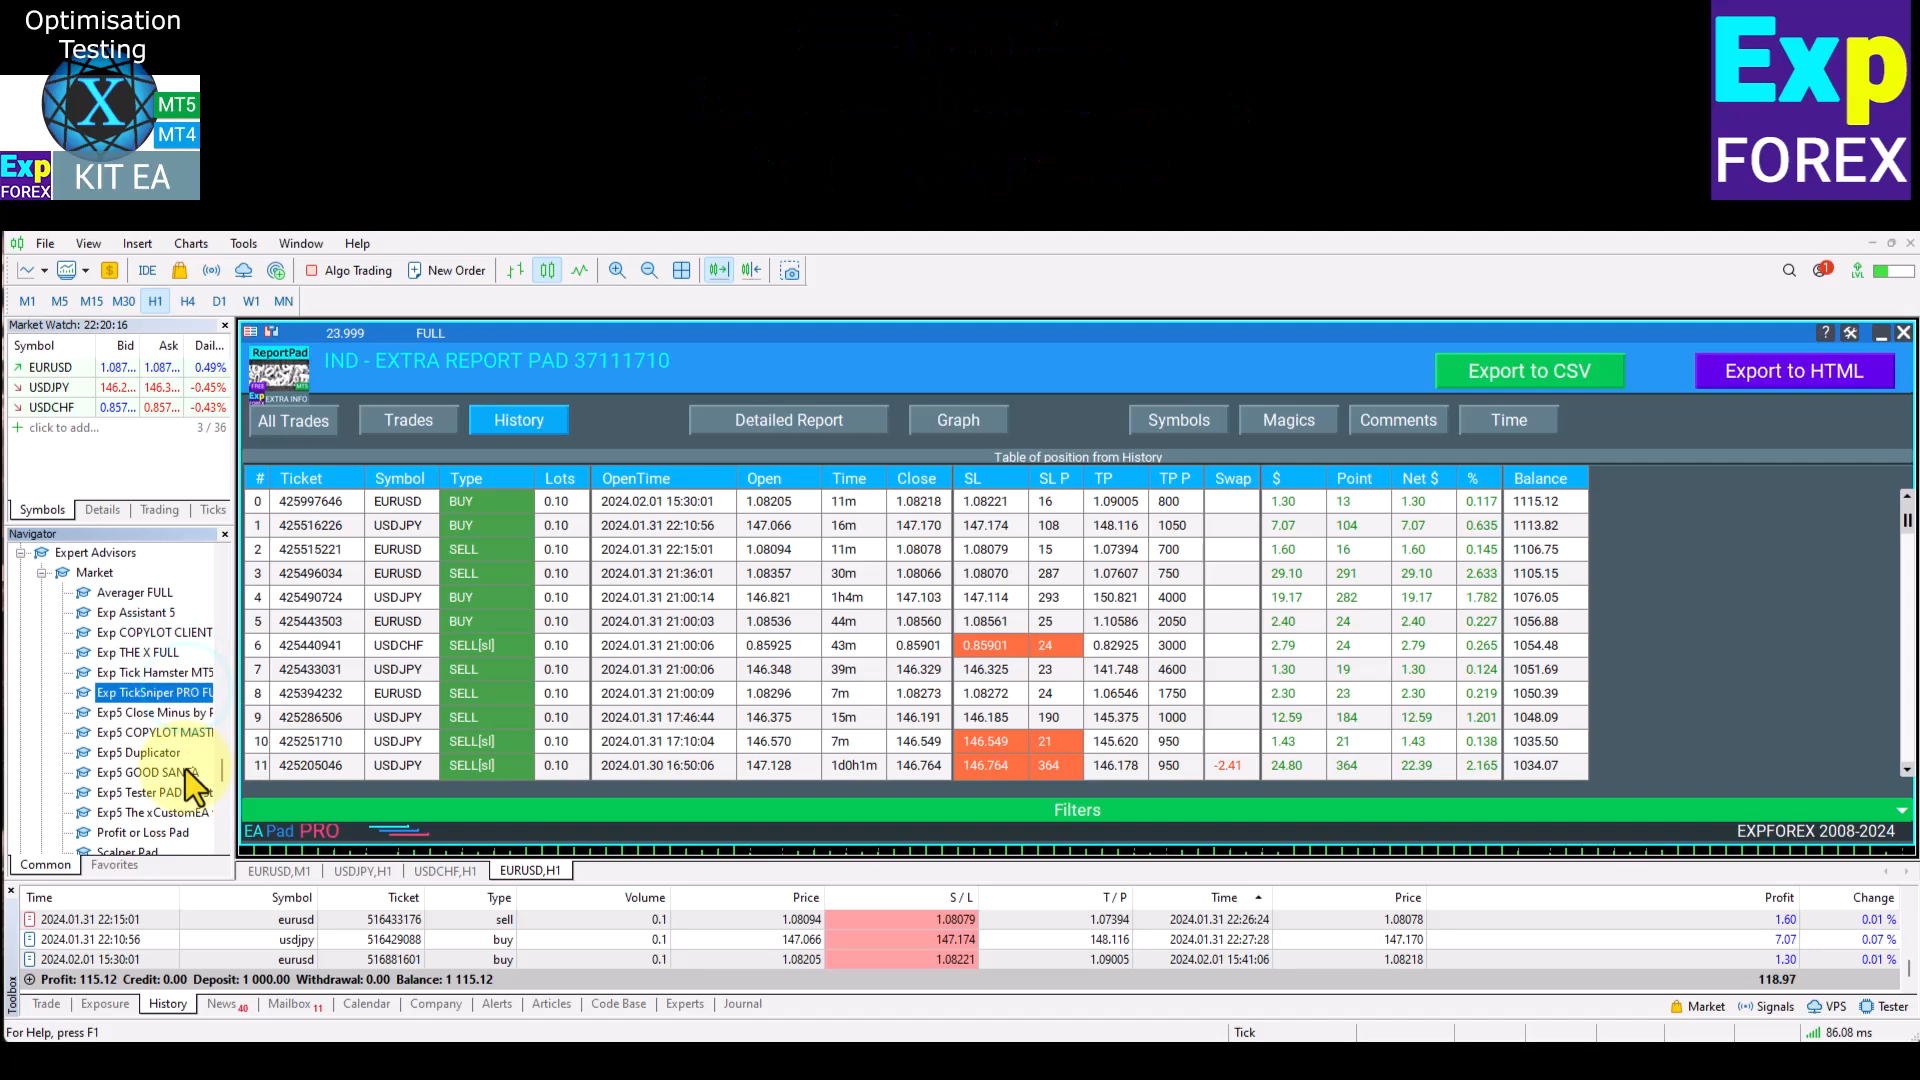 Optimisation
Testing
X
MT5
MT4
Exp
FOREX
KIT EA
Exp
FOREX
File View Insert Charts Tools Window Help
IDE Algo Trading New Order 1 LVL
M1 M5 M15 M30 H1 H4 D1 W1 MN
Market Watch: 22:20:16
Symbol Bid Ask Dail...
EURUSD 1.087... 1.087... 0.49%
USDJPY 146.2... 146.3... -0.45%
USDCHF 0.857... 0.857... -0.43%
click to add... 3 / 36
Symbols Details Trading Ticks
Navigator
Expert Advisors
Market
Averager FULL
Exp Assistant 5
Exp COPYLOT CLIENT
Exp THE X FULL
Exp Tick Hamster MT5
Exp TickSniper PRO FU
Exp5 Close Minus by P
Exp5 COPYLOT MAST
Exp5 Duplicator
Exp5 GOOD SAN
Exp5 Tester PAD
Exp5 The xCustomEA
Profit or Loss Pad
Scalper Pad
Common Favorites
23.999 FULL
ReportPad
FREE MT5
Exp EXTRA INFO
IND - EXTRA REPORT PAD 37111710
Export to CSV Export to HTML
All Trades Trades History Detailed Report Graph Symbols Magics Comments Time
Table of position from History
# Ticket Symbol Type Lots OpenTime Open Time Close SL SL P TP TP P Swap $ Point Net $ % Balance
0 425997646 EURUSD BUY 0.10 2024.02.01 15:30:01 1.08205 11m 1.08218 1.08221 16 1.09005 800 1.30 13 1.30 0.117 1115.12
1 425516226 USDJPY BUY 0.10 2024.01.31 22:10:56 147.066 16m 147.170 147.174 108 148.116 1050 7.07 104 7.07 0.635 1113.82
2 425515221 EURUSD SELL 0.10 2024.01.31 22:15:01 1.08094 11m 1.08078 1.08079 15 1.07394 700 1.60 16 1.60 0.145 1106.75
3 425496034 EURUSD SELL 0.10 2024.01.31 21:36:01 1.08357 30m 1.08066 1.08070 287 1.07607 750 29.10 291 29.10 2.633 1105.15
4 425490724 USDJPY BUY 0.10 2024.01.31 21:00:14 146.821 1h4m 147.103 147.114 293 150.821 4000 19.17 282 19.17 1.782 1076.05
5 425443503 EURUSD BUY 0.10 2024.01.31 21:00:03 1.08536 44m 1.08560 1.08561 25 1.10586 2050 2.40 24 2.40 0.227 1056.88
6 425440941 USDCHF SELL[sl] 0.10 2024.01.31 21:00:06 0.85925 43m 0.85901 0.85901 24 0.82925 3000 2.79 24 2.79 0.265 1054.48
7 425433031 USDJPY SELL 0.10 2024.01.31 21:00:06 146.348 39m 146.329 146.325 23 141.748 4600 1.30 19 1.30 0.124 1051.69
8 425394232 EURUSD SELL 0.10 2024.01.31 21:00:09 1.08296 7m 1.08273 1.08272 24 1.06546 1750 2.30 23 2.30 0.219 1050.39
9 425286506 USDJPY SELL 0.10 2024.01.31 17:46:44 146.375 15m 146.191 146.185 190 145.375 1000 12.59 184 12.59 1.201 1048.09
10 425251710 USDJPY SELL[sl] 0.10 2024.01.31 17:10:04 146.570 7m 146.549 146.549 21 145.620 950 1.43 21 1.43 0.138 1035.50
11 425205046 USDJPY SELL[sl] 0.10 2024.01.30 16:50:06 147.128 1d0h1m 146.764 146.764 364 146.178 950 -2.41 24.80 364 22.39 2.165 1034.07
Filters
EA Pad PRO EXPFOREX 2008-2024
EURUSD,M1 USDJPY,H1 USDCHF,H1 EURUSD,H1
Time Symbol Ticket Type Volume Price S / L T / P Time Price Profit Change
2024.01.31 22:15:01 eurusd 516433176 sell 0.1 1.08094 1.08079 1.07394 2024.01.31 22:26:24 1.08078 1.60 0.01 %
2024.01.31 22:10:56 usdjpy 516429088 buy 0.1 147.066 147.174 148.116 2024.01.31 22:27:28 147.170 7.07 0.07 %
2024.02.01 15:30:01 eurusd 516881601 buy 0.1 1.08205 1.08221 1.09005 2024.02.01 15:41:06 1.08218 1.30 0.01 %
Profit: 115.12 Credit: 0.00 Deposit: 1 000.00 Withdrawal: 0.00 Balance: 1 115.12 118.97
Toolbox
Trade Exposure History News 40 Mailbox 11 Calendar Company Alerts Articles Code Base Experts Journal Market Signals VPS Tester
For Help, press F1 Tick 86.08 ms